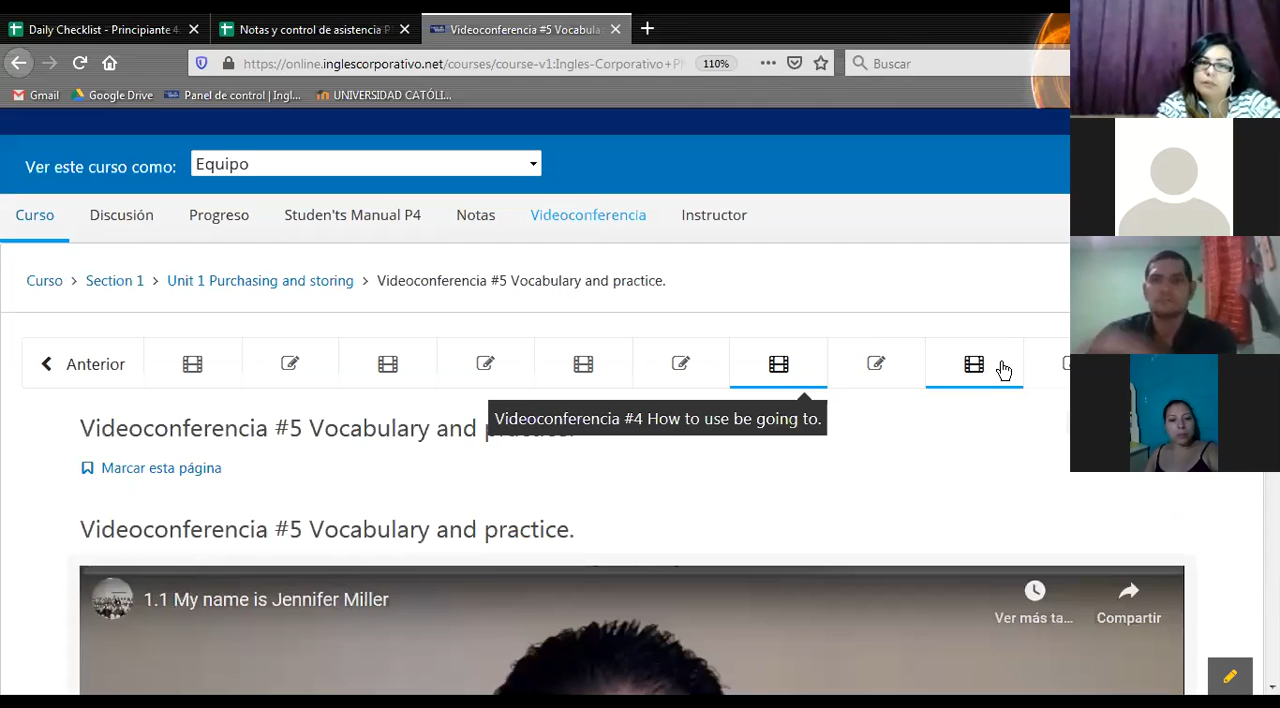 Daily Checklist - Principiante 4
Notas y control de asistencia P
Videoconferencia #5 Vocabula
https://online.inglescorporativo.net/courses/course-v1:Ingles-Corporativo+P
110%
Buscar
Gmail
Google Drive
Panel de control | Ingl...
UNIVERSIDAD CATÓLI...
Ver este curso como:
Equipo
Curso
Discusión
Progreso
Studen'ts Manual P4
Notas
Videoconferencia
Instructor
Curso > Section 1 > Unit 1 Purchasing and storing > Videoconferencia #5 Vocabulary and practice.
Anterior
Videoconferencia #4 How to use be going to.
Videoconferencia #5 Vocabulary and
Marcar esta página
Videoconferencia #5 Vocabulary and practice.
1.1 My name is Jennifer Miller
Ver más ta...
Compartir